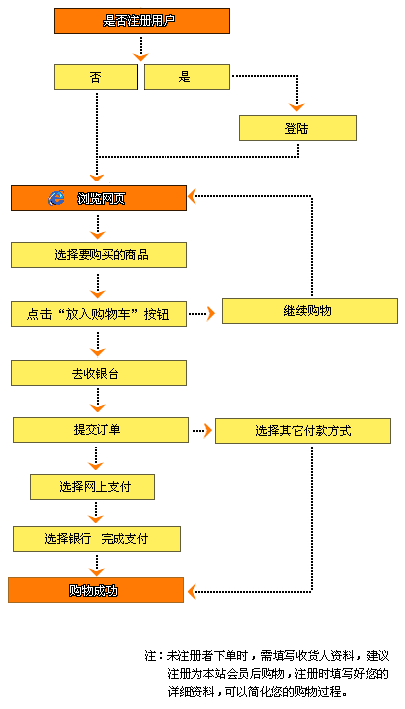 是否注册用户
否
是
登陆
浏览网页
选择要购买的商品
点击“放入购物车”按钮
继续购物
去收银台
提交订单
选择其它付款方式
选择网上支付
选择银行 完成支付
购物成功
注：未注册者下单时，需填写收货人资料，建议
注册为本站会员后购物，注册时填写好您的
详细资料，可以简化您的购物过程。